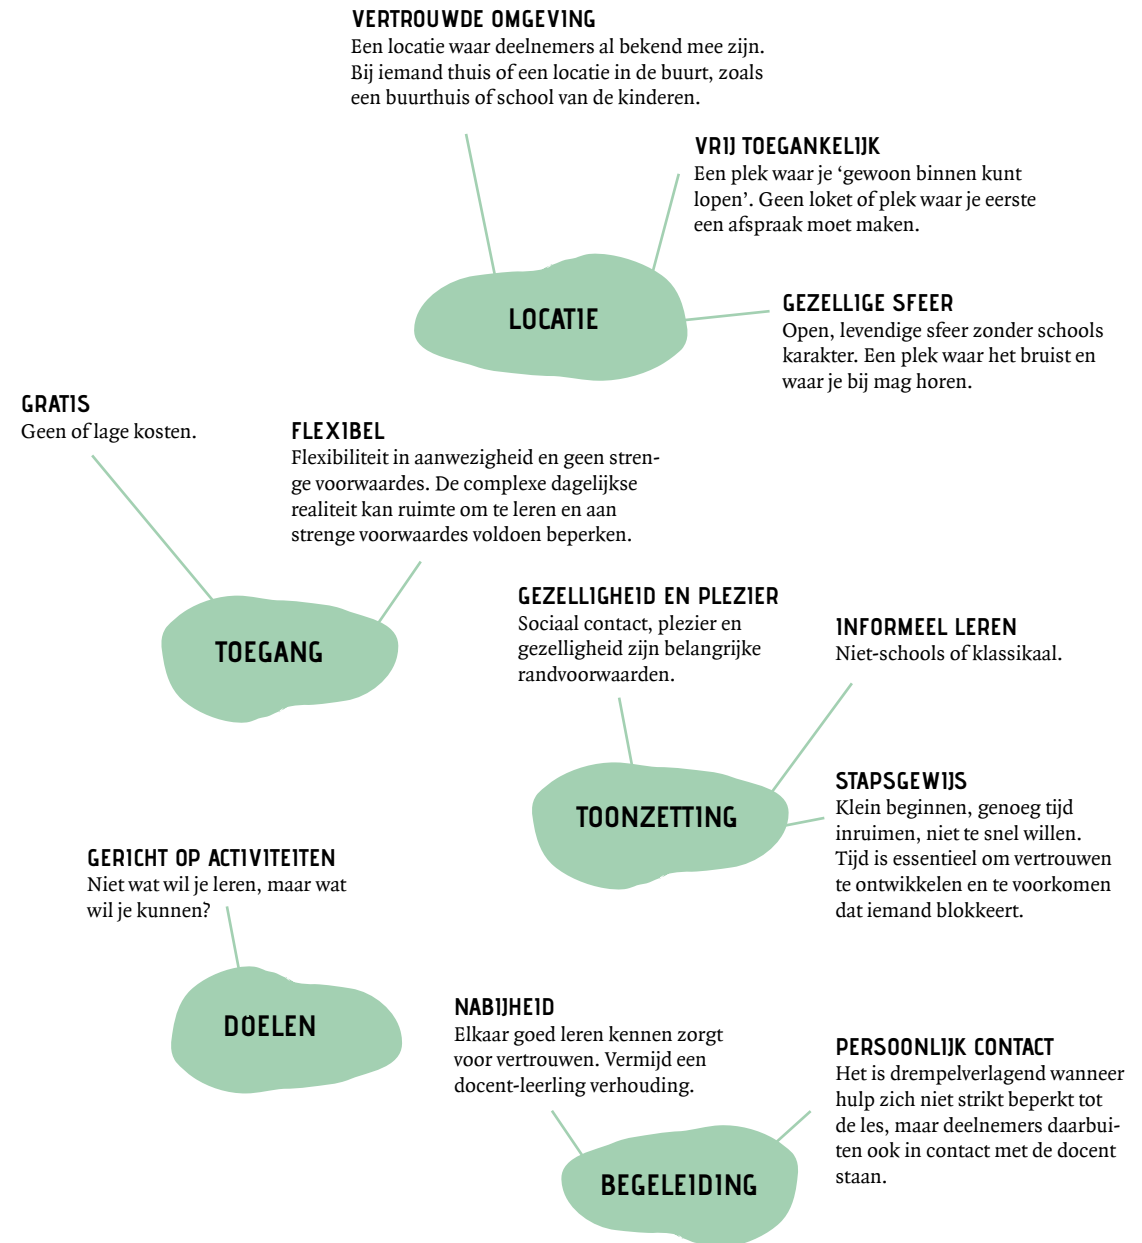 VERTROUWDE OMGEVING
Een locatie waar deelnemers al bekend mee zijn.
Bij iemand thuis of een locatie in de buurt, zoals
een buurthuis of school van de kinderen.
VRIJ TOEGANKELIJK
Een plek waar je ‘gewoon binnen kunt
lopen’. Geen loket of plek waar je eerste
een afspraak moet maken.
LOCATIE
GEZELLIGE SFEER
Open, levendige sfeer zonder schools
karakter. Een plek waar het bruist en
waar je bij mag horen.
GRATIS
Geen of lage kosten.
FLEXIBEL
Flexibiliteit in aanwezigheid en geen stren-
ge voorwaardes. De complexe dagelijkse
realiteit kan ruimte om te leren en aan
strenge voorwaardes voldoen beperken.
TOEGANG
GEZELLIGHEID EN PLEZIER
Sociaal contact, plezier en
gezelligheid zijn belangrijke
randvoorwaarden.
INFORMEEL LEREN
Niet-schools of klassikaal.
TOONZETTING
STAPSGEWIJS
Klein beginnen, genoeg tijd
inruimen, niet te snel willen.
Tijd is essentieel om vertrouwen
te ontwikkelen en te voorkomen
dat iemand blokkeert.
GERICHT OP ACTIVITEITEN
Niet wat wil je leren, maar wat
wil je kunnen?
DOELEN
NABIJHEID
Elkaar goed leren kennen zorgt
voor vertrouwen. Vermijd een
docent-leerling verhouding.
PERSOONLIJK CONTACT
Het is drempelverlagend wanneer
hulp zich niet strikt beperkt tot
de les, maar deelnemers daarbui-
ten ook in contact met de docent
staan.
BEGELEIDING